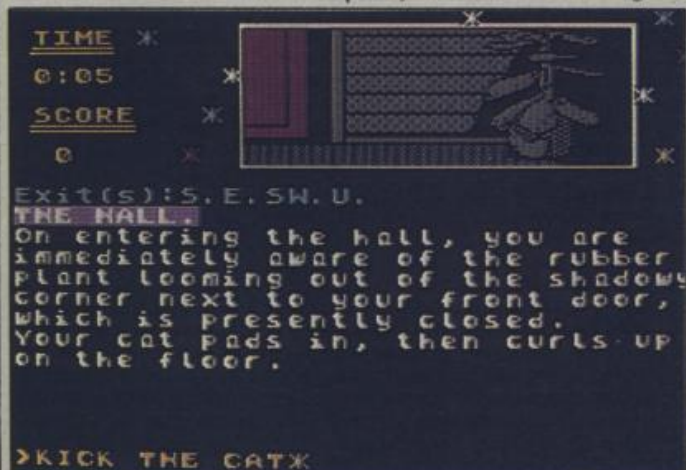 TIME
0:05
SCORE
0
Exit(s):S.E.SW.U.
THE HALL.
On entering the hall, you are
immediately aware of the rubber
plant looming out of the shadowy
corner next to your front door,
which is presently closed.
Your cat pads in, then curls up
on the floor.
>KICK THE CAT*